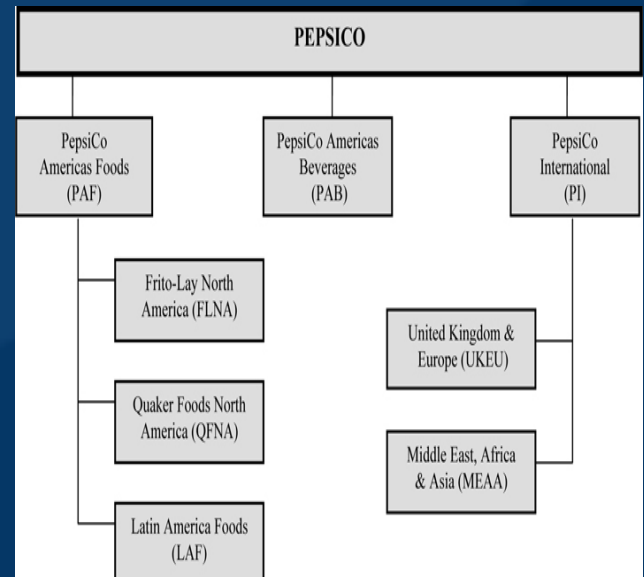 PEPSICO
PepsiCo
Americas Foods
(PAF)
PepsiCo Americas
Beverages
(PAB)
PepsiCo
International
(PI)
Frito-Lay North
America (FLNA)
Quaker Foods North
America (QFNA)
Latin America Foods
(LAF)
United Kingdom &
Europe (UKEU)
Middle East, Africa
& Asia (MEAA)